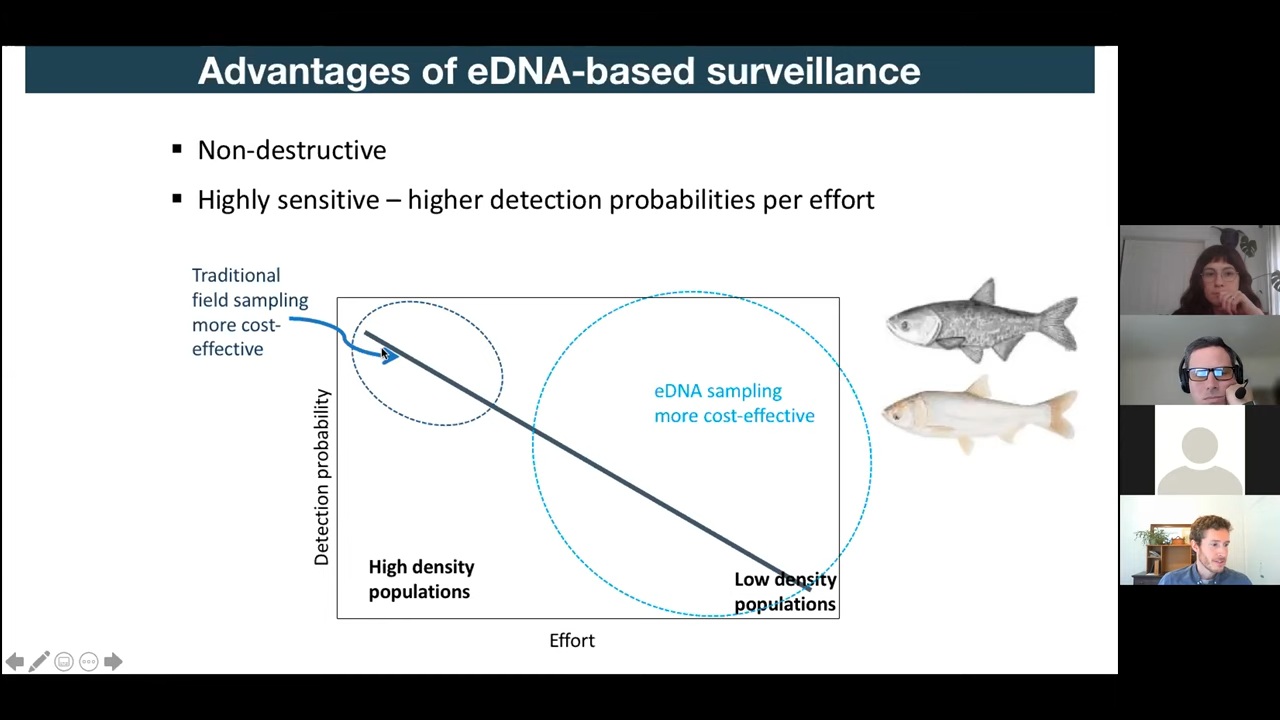 Advantages of eDNA-based surveillance
Non-destructive
Highly sensitive – higher detection probabilities per effort
Traditional
field sampling
more cost-
effective
eDNA sampling
more cost-effective
Detection probability
High density
populations
Low density
populations
Effort